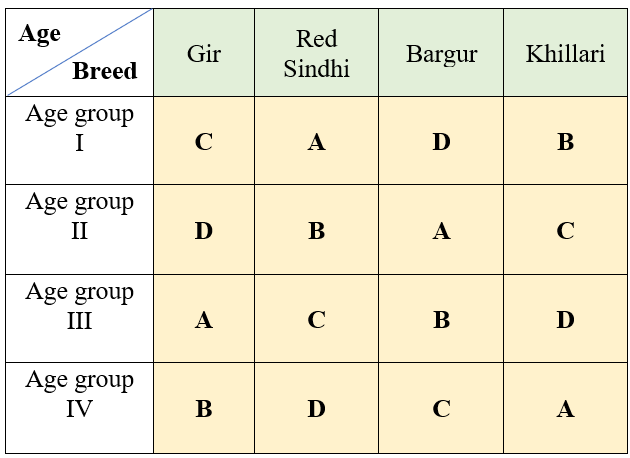 Age
Breed
Gir
Red
Sindhi
Bargur
Khillari
Age group
I
C
A
D
B
Age group
II
D
B
A
C
Age group
III
A
C
B
D
Age group
IV
B
D
C
A